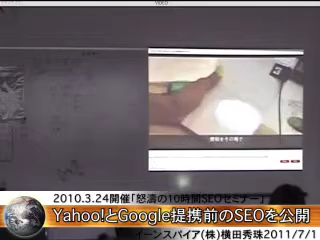 VIDEO
2010.3.24開催「怒濤の10時間SEOセミナー」
Yahoo!とGoogle提携前のSEOを公開
ーンスパイア(株)横田秀珠2011/7/1